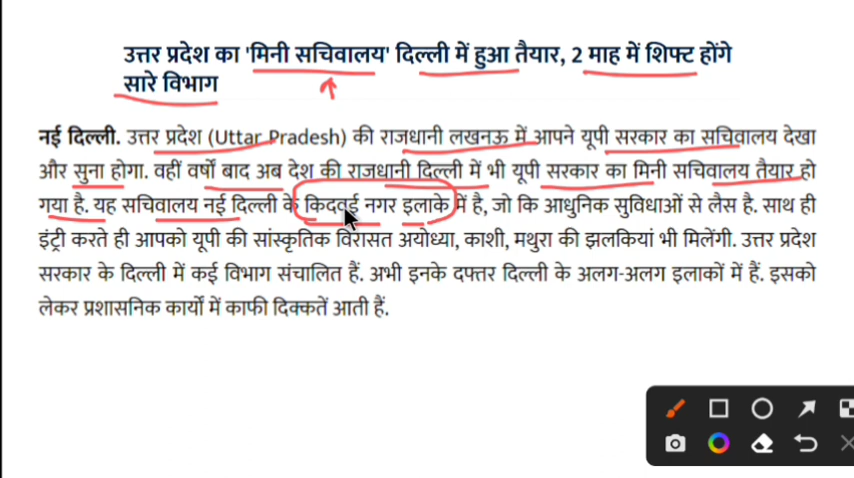 उत्तर प्रदेश का 'मिनी सचिवालय' दिल्ली में हुआ तैयार, 2 माह में शिफ्ट होंगे
सारे विभाग
नई दिल्ली. उत्तर प्रदेश (Uttar Pradesh) की राजधानी लखनऊ में आपने यूपी सरकार का सचिवालय देखा
और सुना होगा. वहीं वर्षों बाद अब देश की राजधानी दिल्ली में भी यूपी सरकार का मिनी सचिवालय तैयार हो
गया है. यह सचिवालय नई दिल्ली के किदवई नगर इलाके में है, जो कि आधुनिक सुविधाओं से लैस है. साथ ही
इंट्री करते ही आपको यूपी की सांस्कृतिक विरासत अयोध्या, काशी, मथुरा की झलकियां भी मिलेंगी. उत्तर प्रदेश
सरकार के दिल्ली में कई विभाग संचालित हैं. अभी इनके दफ्तर दिल्ली के अलग-अलग इलाकों में हैं. इसको
लेकर प्रशासनिक कार्यों में काफी दिक्कतें आती हैं.